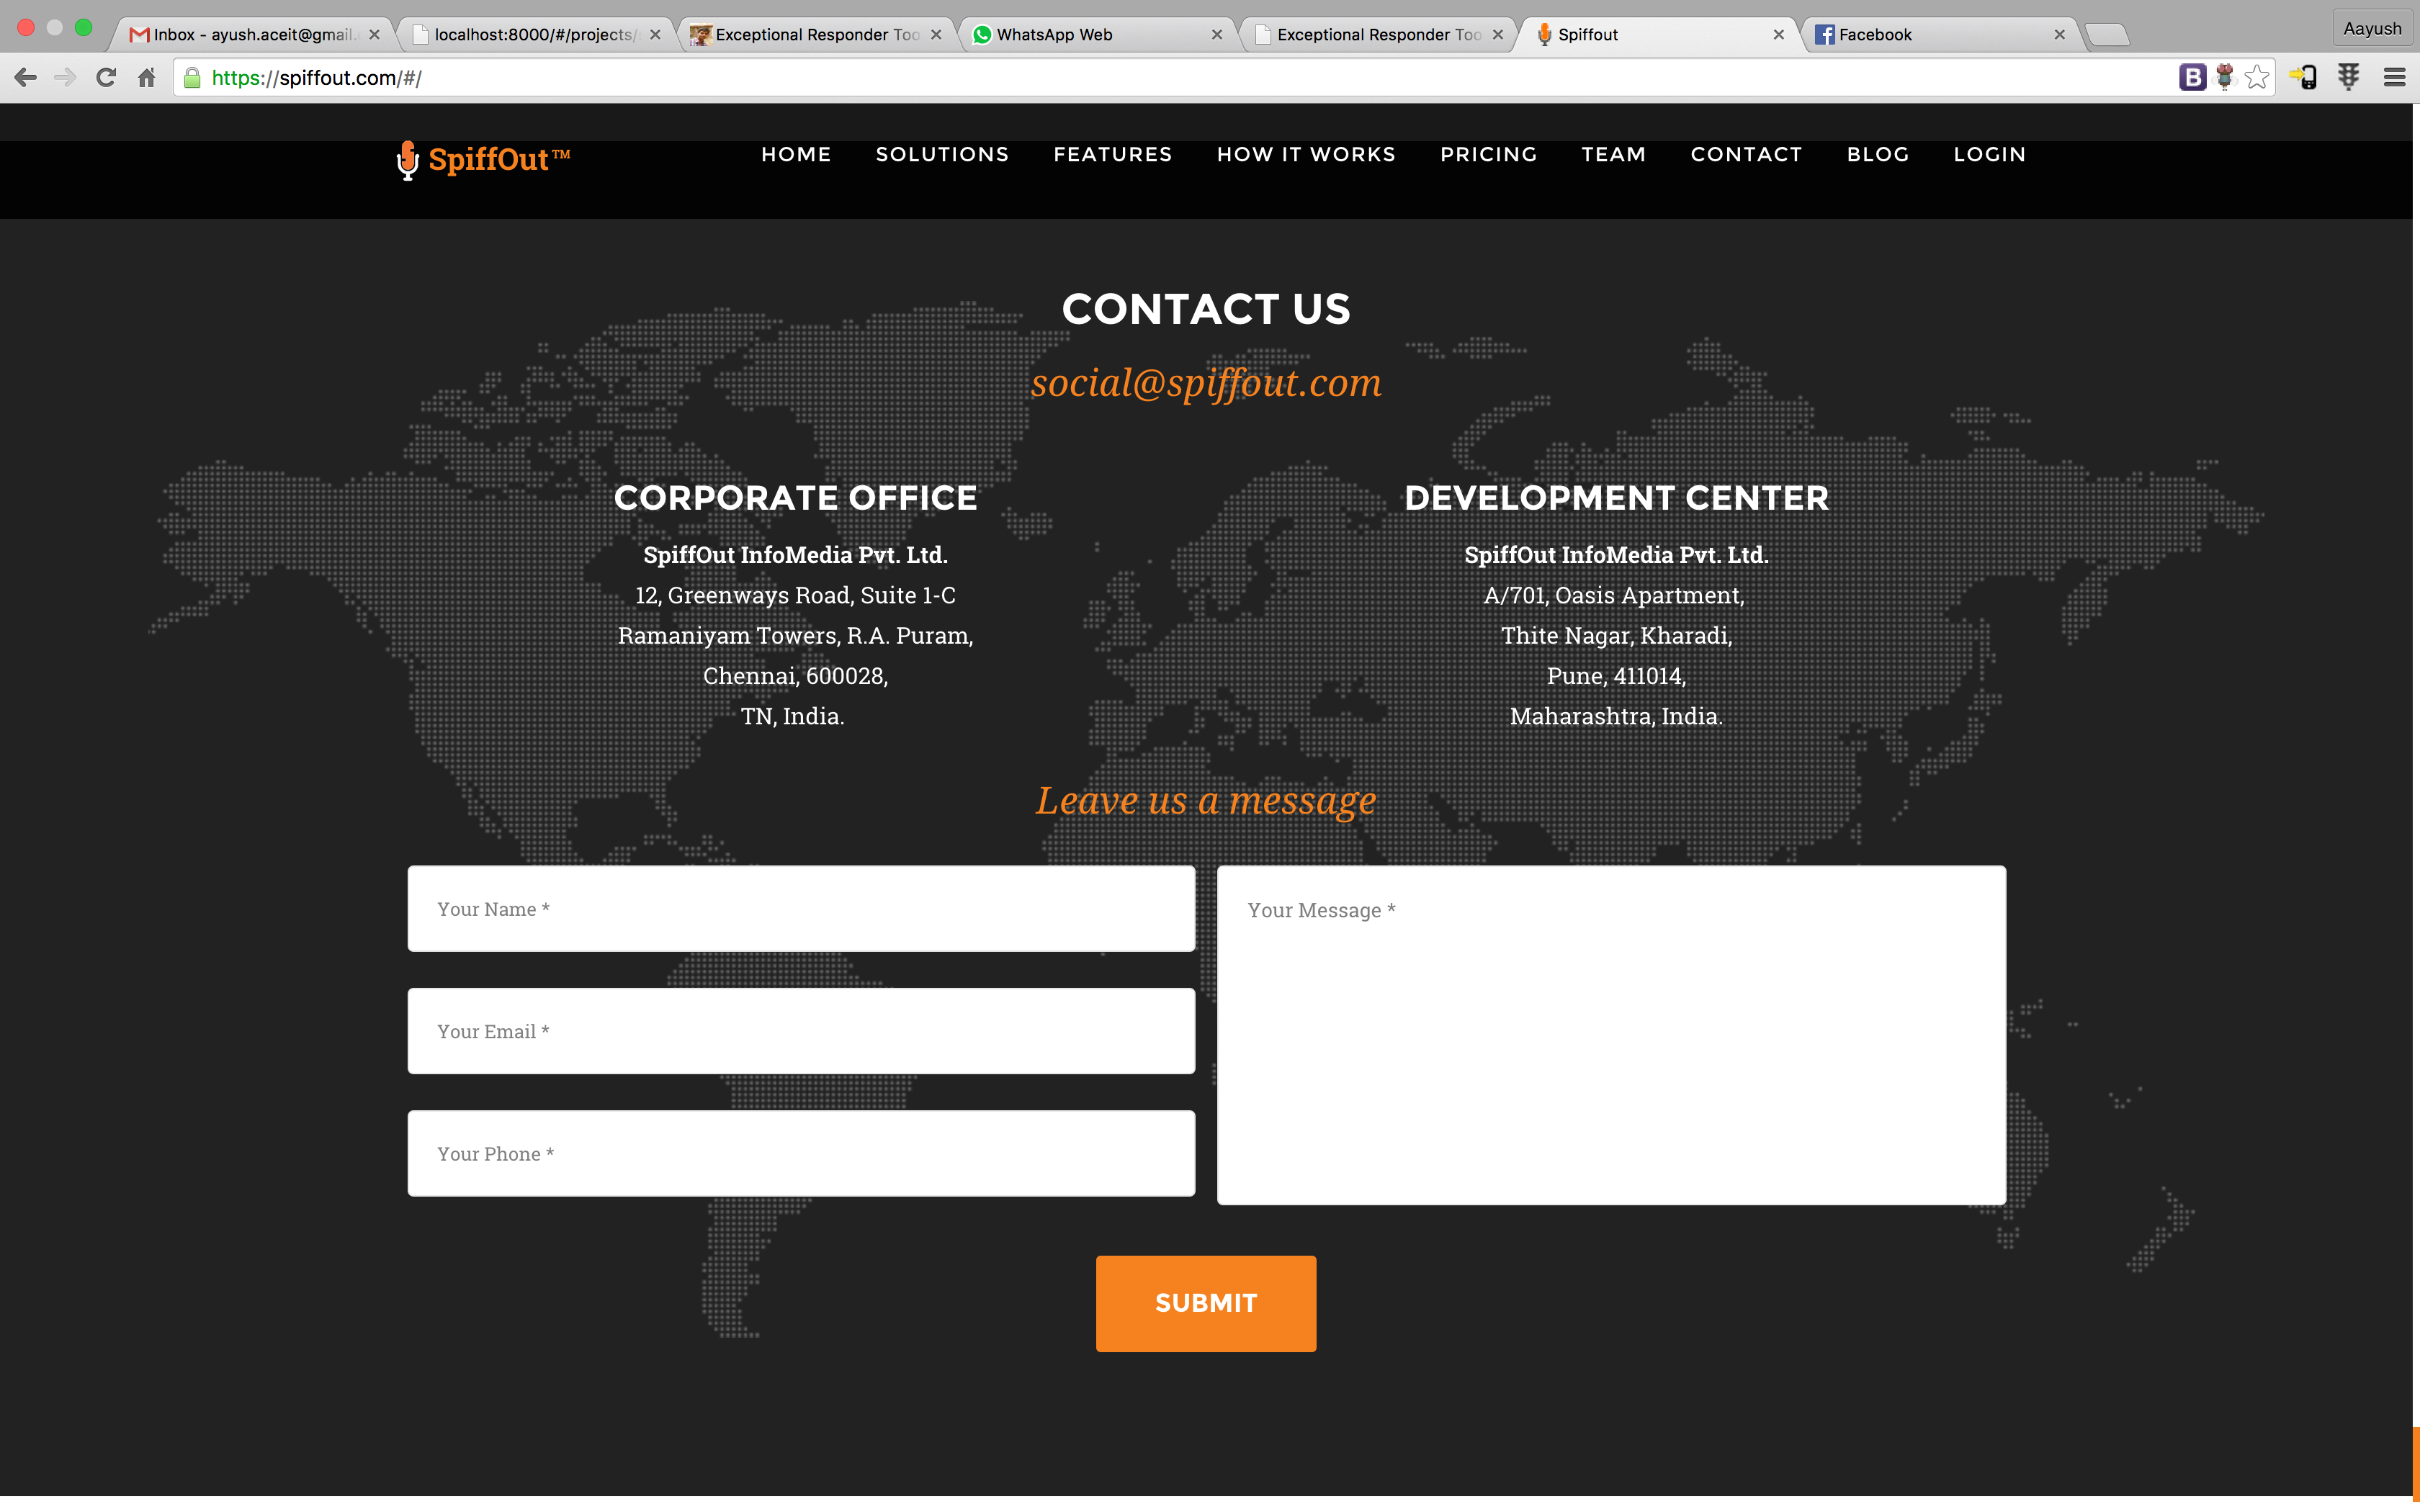 Inbox - ayush.aceit@gmail.
localhost:8000/#/projects/
Exceptional Responder Too
WhatsApp Web
Exceptional Responder Too
Spiffout
Facebook
Aayush
https://spiffout.com/#/
SpiffOut™
HOME
SOLUTIONS
FEATURES
HOW IT WORKS
PRICING
TEAM
CONTACT
BLOG
LOGIN
CONTACT US
social@spiffout.com
CORPORATE OFFICE
SpiffOut InfoMedia Pvt. Ltd.
12, Greenways Road, Suite 1-C
Ramaniyam Towers, R.A. Puram,
Chennai, 600028,
TN, India.
DEVELOPMENT CENTER
SpiffOut InfoMedia Pvt. Ltd.
A/701, Oasis Apartment,
Thite Nagar, Kharadi,
Pune, 411014,
Maharashtra, India.
Leave us a message
Your Name *
Your Email *
Your Phone *
Your Message *
SUBMIT